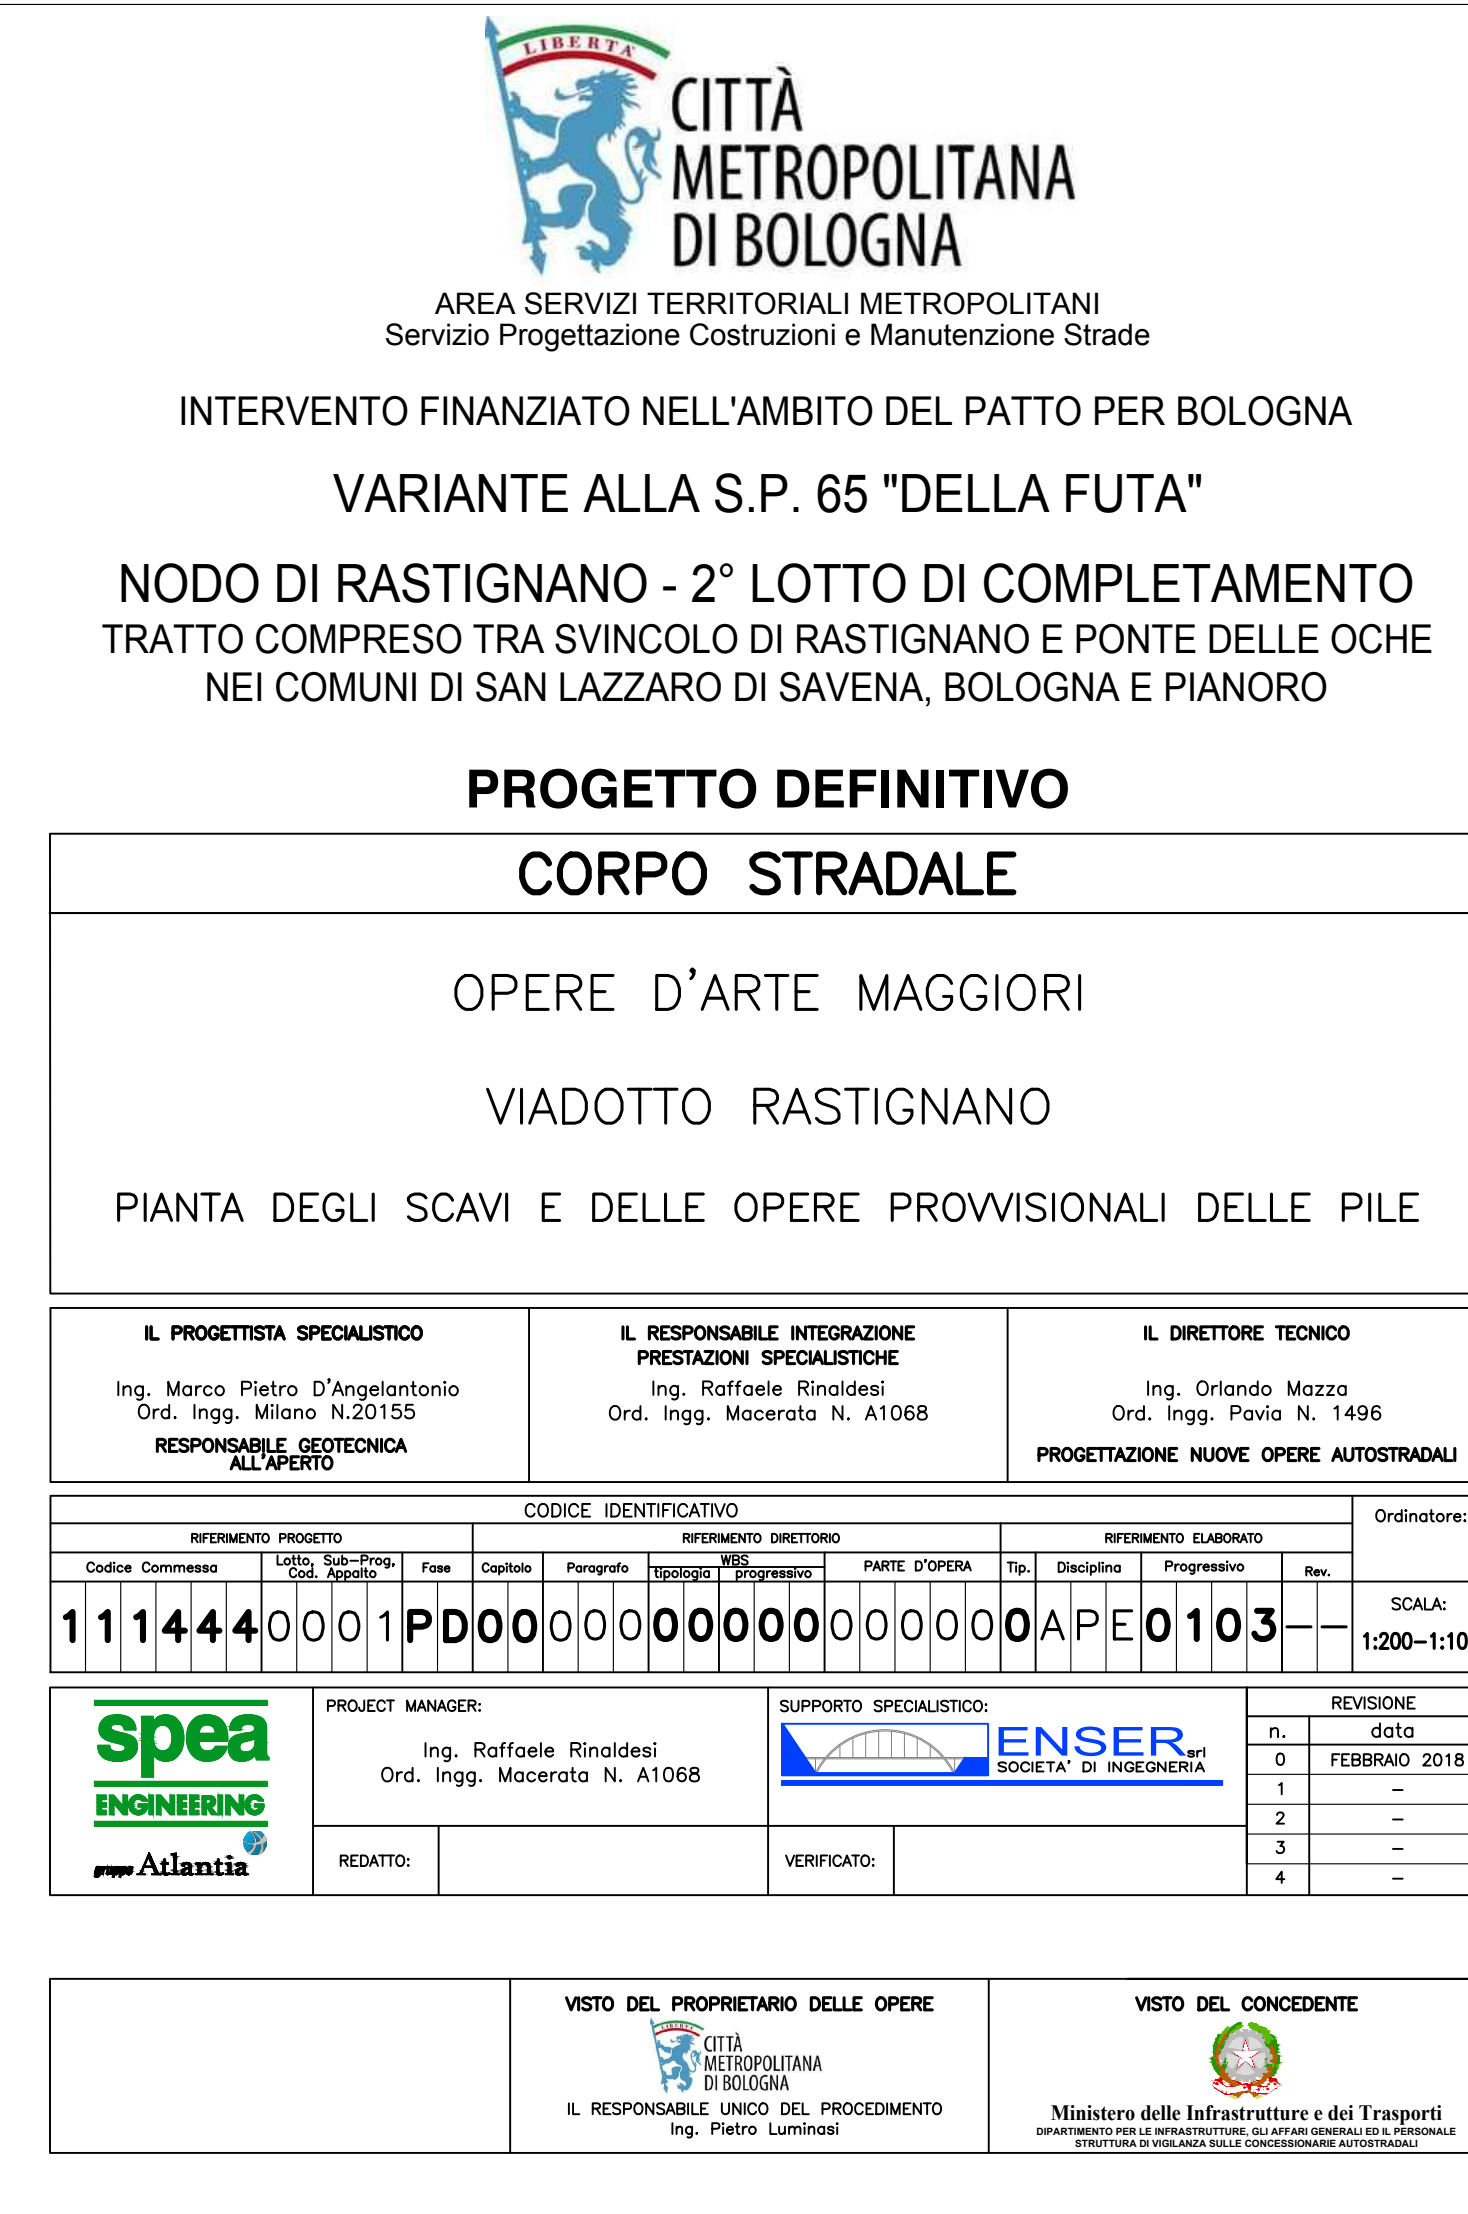 LIBERTA'
CITTÀ
METROPOLITANA
DI BOLOGNA
AREA SERVIZI TERRITORIALI METROPOLITANI
Servizio Progettazione Costruzioni e Manutenzione Strade
INTERVENTO FINANZIATO NELL'AMBITO DEL PATTO PER BOLOGNA
VARIANTE ALLA S.P. 65 "DELLA FUTA"
NODO DI RASTIGNANO - 2° LOTTO DI COMPLETAMENTO
TRATTO COMPRESO TRA SVINCOLO DI RASTIGNANO E PONTE DELLE OCHE
NEI COMUNI DI SAN LAZZARO DI SAVENA, BOLOGNA E PIANORO
PROGETTO DEFINITIVO
CORPO STRADALE
OPERE D'ARTE MAGGIORI
VIADOTTO RASTIGNANO
PIANTA DEGLI SCAVI E DELLE OPERE PROVVISIONALI DELLE PILE
IL PROGETTISTA SPECIALISTICO
Ing. Marco Pietro D'Angelantonio
Ord. Ingg. Milano N.20155
RESPONSABILE GEOTECNICA
ALL'APERTO
IL RESPONSABILE INTEGRAZIONE
PRESTAZIONI SPECIALISTICHE
Ing. Raffaele Rinaldesi
Ord. Ingg. Macerata N. A1068
IL DIRETTORE TECNICO
Ing. Orlando Mazza
Ord. Ingg. Pavia N. 1496
PROGETTAZIONE NUOVE OPERE AUTOSTRADALI
CODICE IDENTIFICATIVO
Ordinatore:
RIFERIMENTO PROGETTO RIFERIMENTO DIRETTORIO RIFERIMENTO ELABORATO
Codice Commessa Lotto, Sub-Prog, Cod. Appalto Fase Capitolo Paragrafo WBS tipologia progressivo PARTE D'OPERA Tip. Disciplina Progressivo Rev.
111444 0001 PD 00 000 00 000 00000 0 APE 0103 --
SCALA:
1:200-1:10
spea
ENGINEERING
gruppo Atlantia
PROJECT MANAGER:
Ing. Raffaele Rinaldesi
Ord. Ingg. Macerata N. A1068
REDATTO:
SUPPORTO SPECIALISTICO:
ENSER srl
SOCIETA' DI INGEGNERIA
VERIFICATO:
REVISIONE
n. data
0 FEBBRAIO 2018
1 –
2 –
3 –
4 –
VISTO DEL PROPRIETARIO DELLE OPERE
LIBERTA'
CITTÀ
METROPOLITANA
DI BOLOGNA
IL RESPONSABILE UNICO DEL PROCEDIMENTO
Ing. Pietro Luminasi
VISTO DEL CONCEDENTE
Ministero delle Infrastrutture e dei Trasporti
DIPARTIMENTO PER LE INFRASTRUTTURE, GLI AFFARI GENERALI ED IL PERSONALE
STRUTTURA DI VIGILANZA SULLE CONCESSIONARIE AUTOSTRADALI